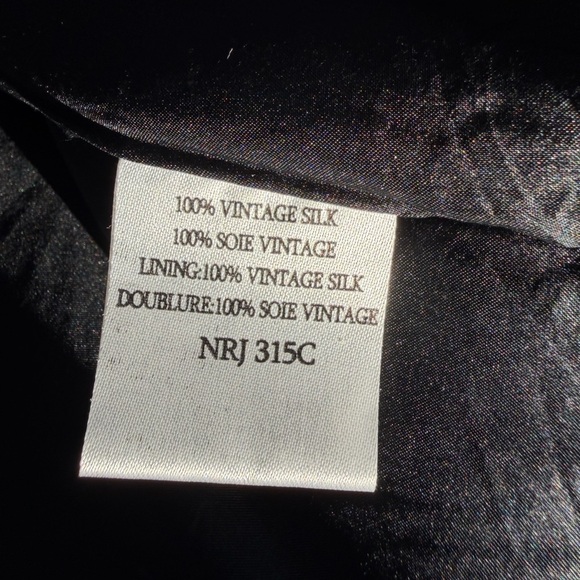 100% VINTAGE SILK
100% SOIE VINTAGE
LINING:100% VINTAGE SILK
DOUBLURE:100% SOIE VINTAGE
NRJ 315C